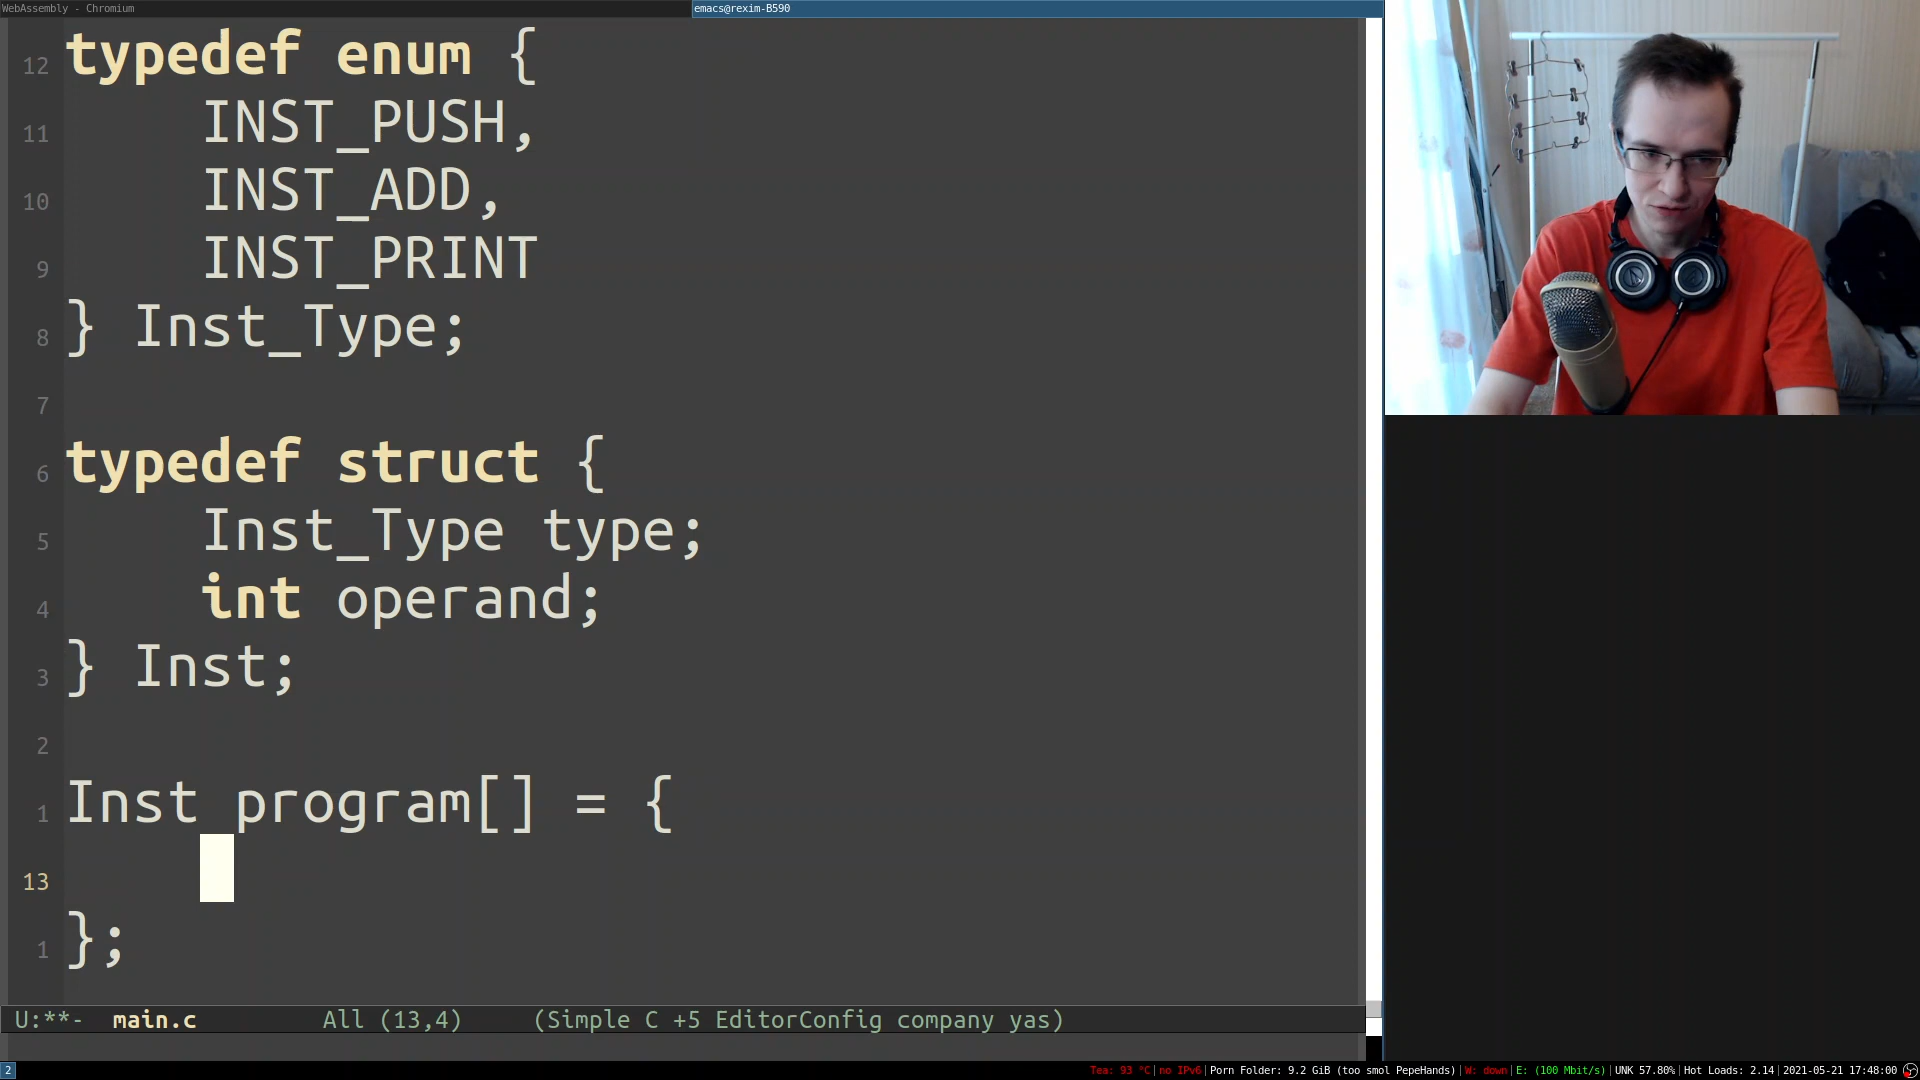 WebAssembly - Chromium
emacs@rexim-B590
12 typedef enum {
11 INST_PUSH,
10 INST_ADD,
9 INST_PRINT
8 } Inst_Type;
7
6 typedef struct {
5 Inst_Type type;
4 int operand;
3 } Inst;
2
1 Inst program[] = {
13
1 };
U:**- main.c All (13,4) (Simple C +5 EditorConfig company yas)
2 Tea: 93 °C|no IPv6|Porn Folder: 9.2 GiB (too smol PepeHands)|W: down|E: (100 Mbit/s)|UNK 57.80%|Hot Loads: 2.14|2021-05-21 17:48:00